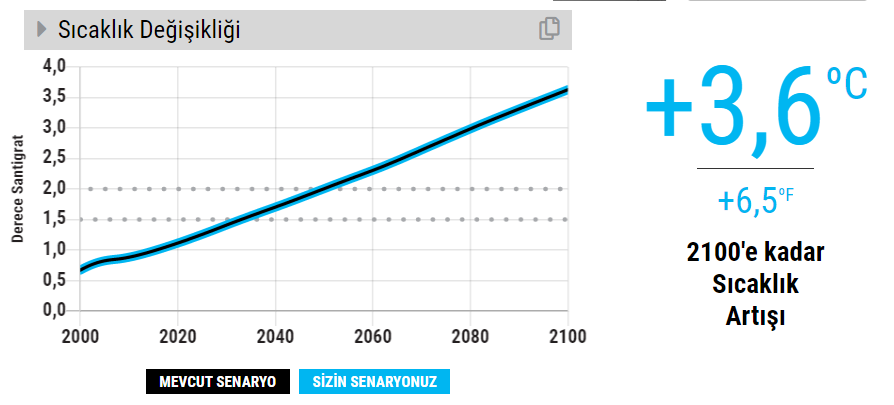 Sıcaklık Değişikliği
Derece Santigrat
4,0
3,5
3,0
2,5
2,0
1,5
1,0
0,5
0,0
2000 2020 2040 2060 2080 2100
MEVCUT SENARYO SİZİN SENARYONUZ
+3,6 °C
+6,5 °F
2100'e kadar
Sıcaklık
Artışı